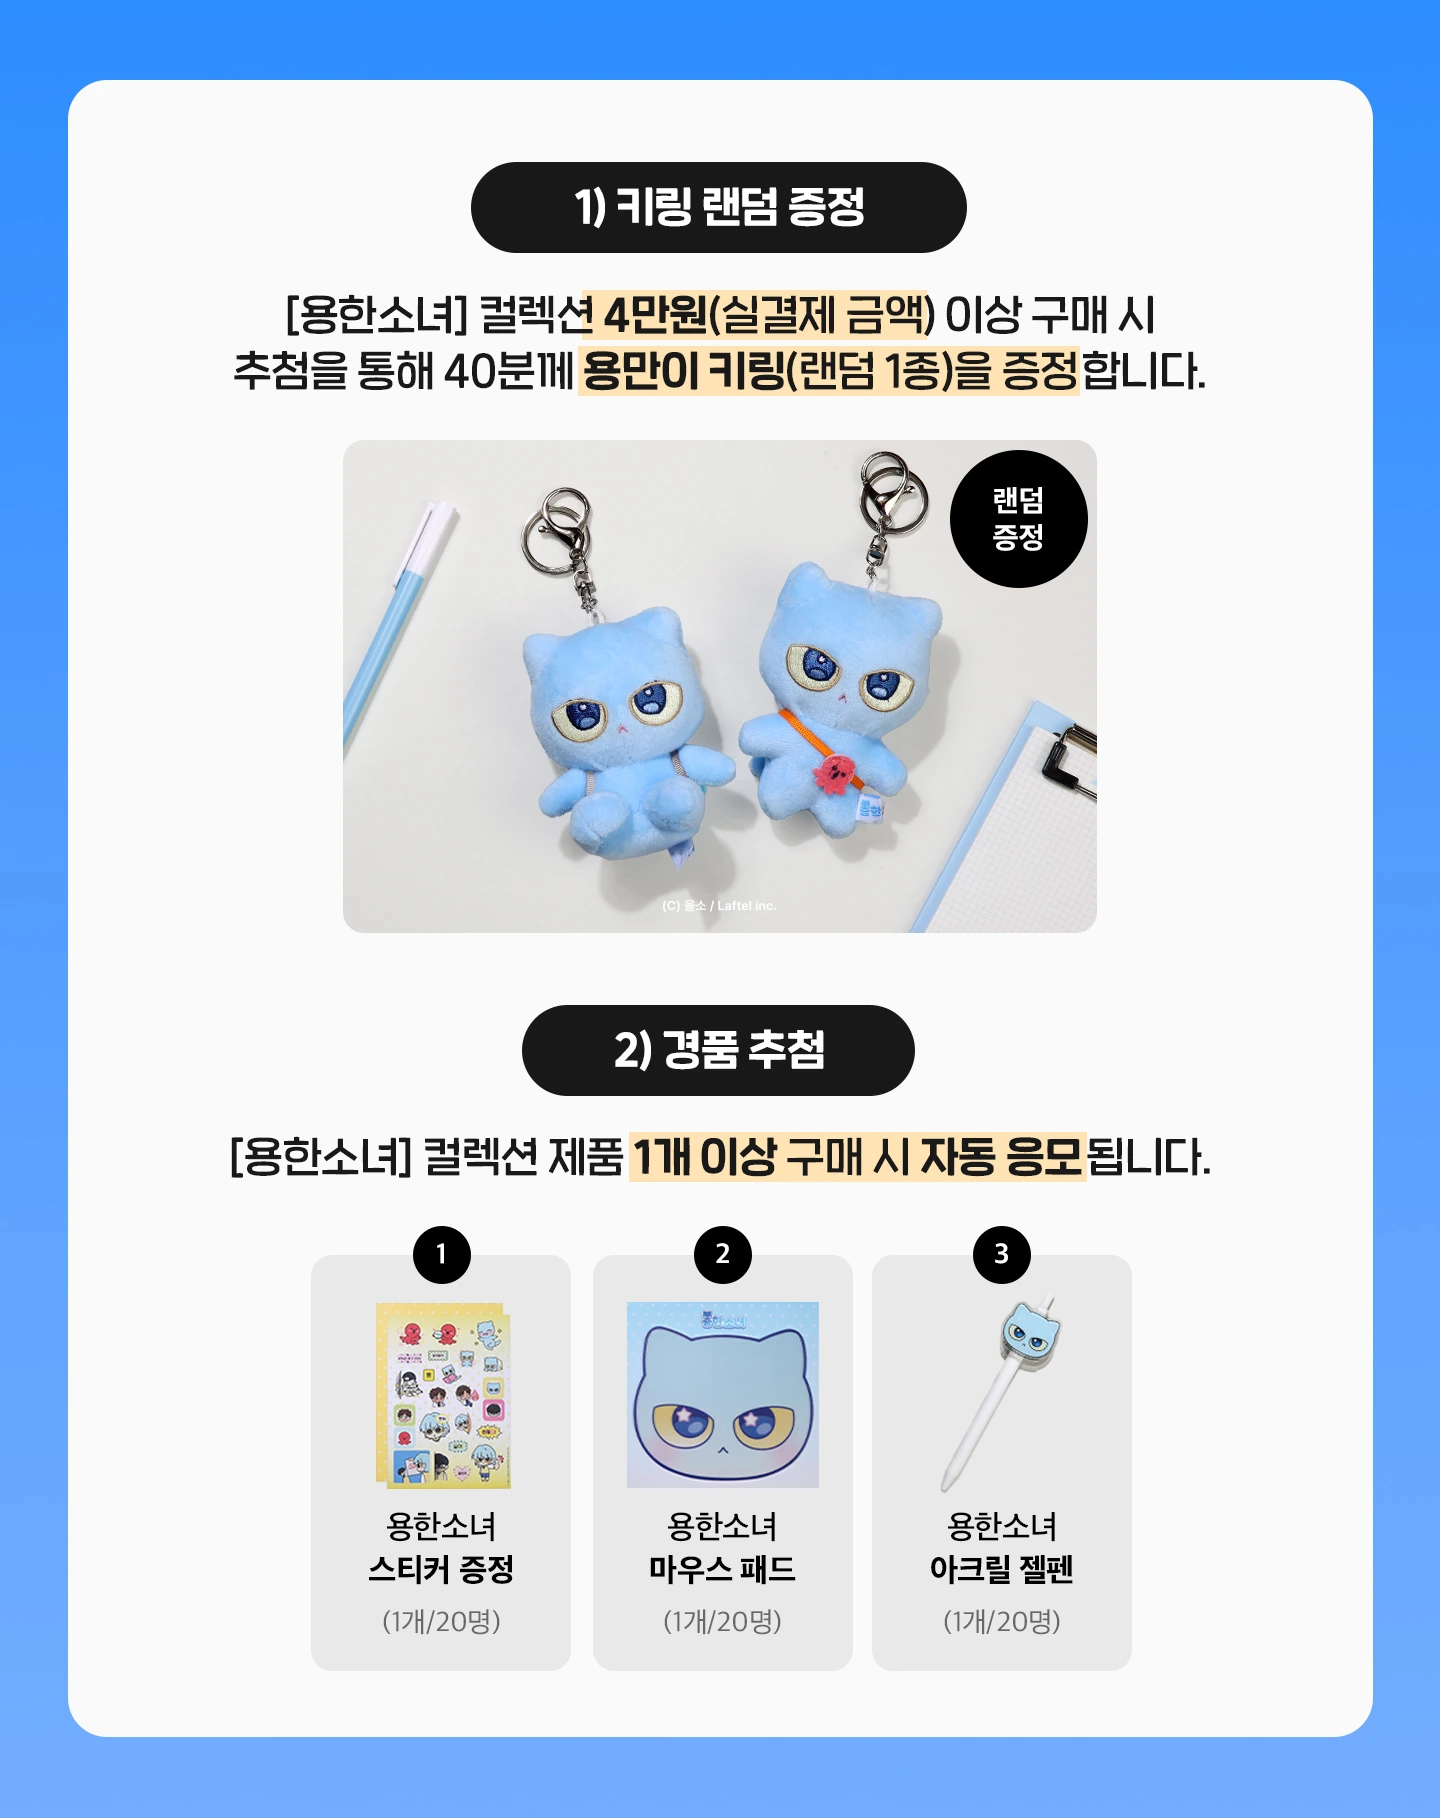 1) 키링 랜덤 증정
[용한소녀] 컬렉션 4만원(실결제 금액) 이상 구매 시
추첨을 통해 40분께 용만이 키링(랜덤 1종)을 증정합니다.
랜덤
증정
(C) 올소 / Laftel inc.
2) 경품 추첨
[용한소녀] 컬렉션 제품 1개 이상 구매 시 자동 응모됩니다.
1
2
3
용한소녀
용한소녀
스티커 증정
(1개/20명)
용한소녀
마우스 패드
(1개/20명)
용한소녀
아크릴 젤펜
(1개/20명)